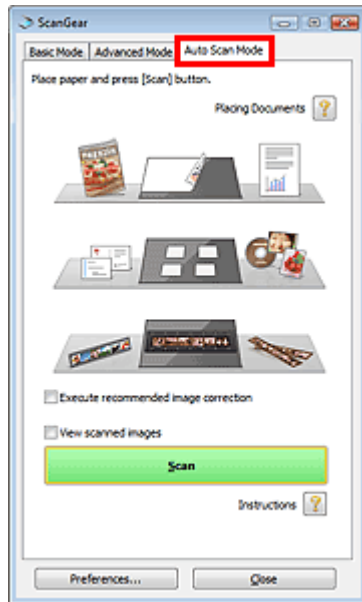 ScanGear
Basic Mode Advanced Mode Auto Scan Mode
Place paper and press [Scan] button.
Placing Documents ?
Execute recommended image correction
View scanned images
Scan
Instructions ?
Preferences... Close